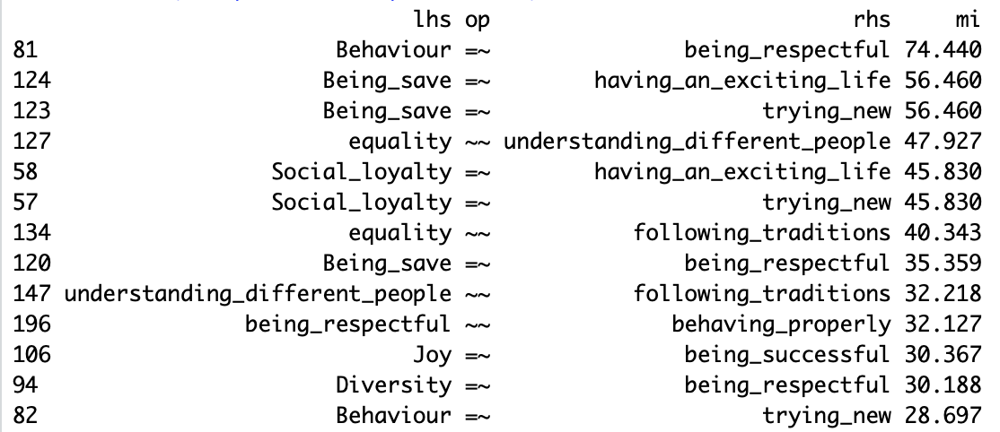 lhs op rhs mi
81 Behaviour =~ being_respectful 74.440
124 Being_save =~ having_an_exciting_life 56.460
123 Being_save =~ trying_new 56.460
127 equality ~~ understanding_different_people 47.927
58 Social_loyalty =~ having_an_exciting_life 45.830
57 Social_loyalty =~ trying_new 45.830
134 equality ~~ following_traditions 40.343
120 Being_save =~ being_respectful 35.359
147 understanding_different_people ~~ following_traditions 32.218
196 being_respectful ~~ behaving_properly 32.127
106 Joy =~ being_successful 30.367
94 Diversity =~ being_respectful 30.188
82 Behaviour =~ trying_new 28.697